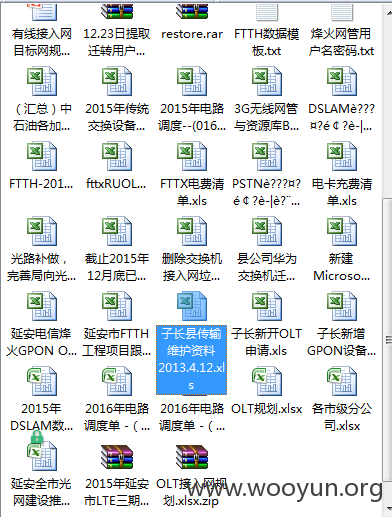 有线接入网
目标网规...
12.23日提取
迁转用户...
restore.rar
FTTH数据模
板.txt
烽火网管用
户名密码.txt
（汇总）中
石油各加...
2015年传统
交换设备...
2015年电路
调度--(016...
3G无线网管
与资源库B...
DSLAMè???¤
?é￠?è-|...
FTTH-201...
fttxRUOL...
FTTX电费清
单.xls
PSTNè???¤?
é￠?è-|è?¨...
电卡充费清
单.xls
光路补做，
完善局向光...
截止2015年
12月底已...
删除交换机
接入网垃...
县公司华为
交换机迁...
新建
Microso...
延安电信烽
火GPON O...
延安市FTTH
工程项目跟...
子长县传输
维护资料
2013.4.12.xl
s
子长新开OLT
申请.xls
子长新增
GPON设备...
2015年
DSLAM数...
2016年电路
调度单 - (...
2016年电路
调度单 - (...
OLT规划.xlsx
各市级分公
司.xlsx
延安全市光
网建设推...
2015年延安
市LTE三期...
OLT接入网规
划.xlsx.zip
www.wooyun.org